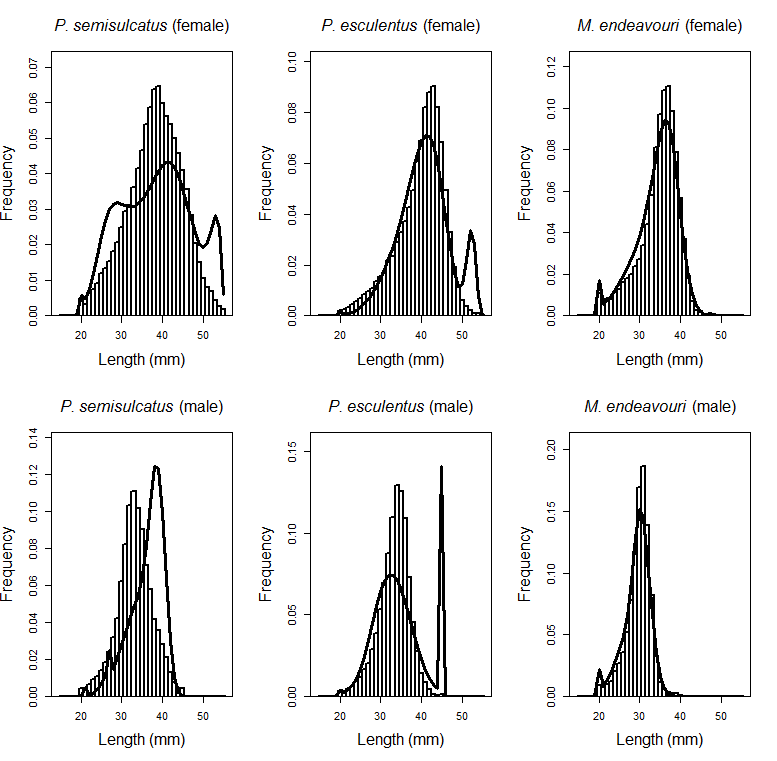 P. semisulcatus (female)
P. esculentus (female)
M. endeavouri (female)
Frequency
0.00 0.01 0.02 0.03 0.04 0.05 0.06 0.07
20 30 40 50
Length (mm)
Frequency
0.00 0.02 0.04 0.06 0.08 0.10
20 30 40 50
Length (mm)
Frequency
0.00 0.02 0.04 0.06 0.08 0.10 0.12
20 30 40 50
Length (mm)
P. semisulcatus (male)
P. esculentus (male)
M. endeavouri (male)
Frequency
0.00 0.02 0.04 0.06 0.08 0.10 0.12 0.14
20 30 40 50
Length (mm)
Frequency
0.00 0.05 0.10 0.15
20 30 40 50
Length (mm)
Frequency
0.00 0.05 0.10 0.15 0.20
20 30 40 50
Length (mm)